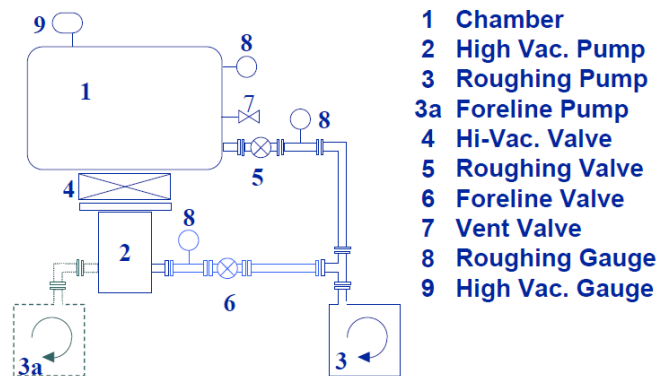 9
8
1
7
8
5
4
8
2
6
3a
3
1 Chamber
2 High Vac. Pump
3 Roughing Pump
3a Foreline Pump
4 Hi-Vac. Valve
5 Roughing Valve
6 Foreline Valve
7 Vent Valve
8 Roughing Gauge
9 High Vac. Gauge